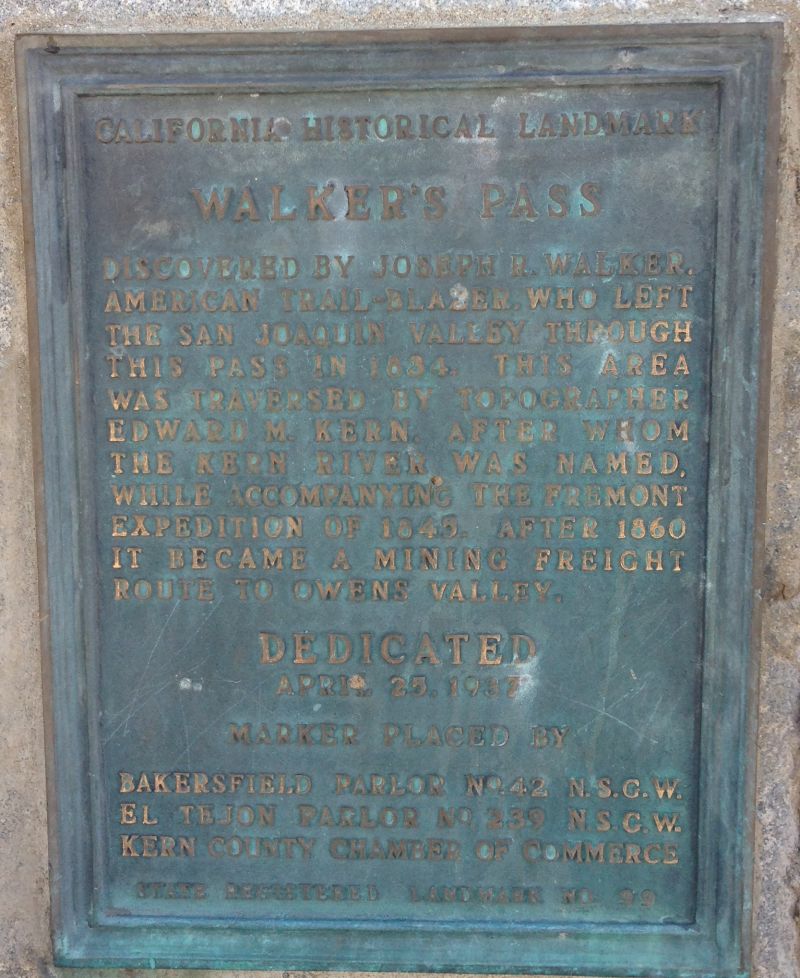 CALIFORNIA HISTORICAL LANDMARK
WALKER'S PASS
DISCOVERED BY JOSEPH R. WALKER,
AMERICAN TRAIL-BLAZER, WHO LEFT
THE SAN JOAQUIN VALLEY THROUGH
THIS PASS IN 1834. THIS AREA
WAS TRAVERSED BY TOPOGRAPHER
EDWARD M. KERN, AFTER WHOM
THE KERN RIVER WAS NAMED,
WHILE ACCOMPANYING THE FREMONT
EXPEDITION OF 1845. AFTER 1860
IT BECAME A MINING FREIGHT
ROUTE TO OWENS VALLEY.
DEDICATED
APRIL 25, 1937
MARKER PLACED BY
BAKERSFIELD PARLOR NO. 42 N.S.G.W.
EL TEJON PARLOR NO. 239 N.S.G.W.
KERN COUNTY CHAMBER OF COMMERCE
STATE REGISTERED LANDMARK NO. 99